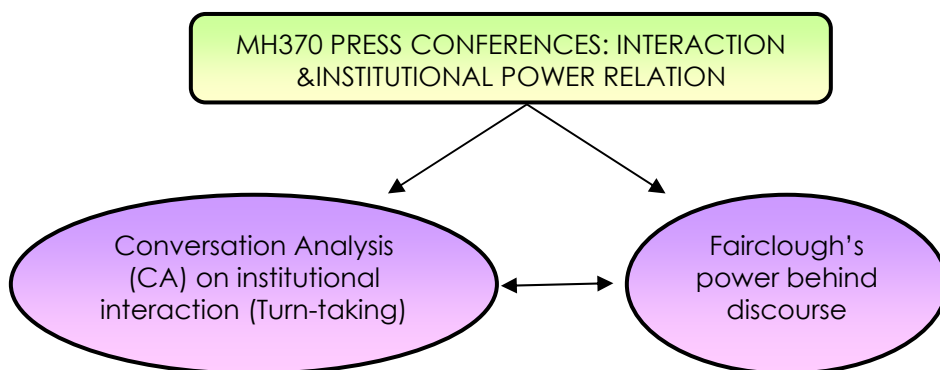 MH370 PRESS CONFERENCES: INTERACTION
&INSTITUTIONAL POWER RELATION
Conversation Analysis
(CA) on institutional
interaction (Turn-taking)
Fairclough’s
power behind
discourse